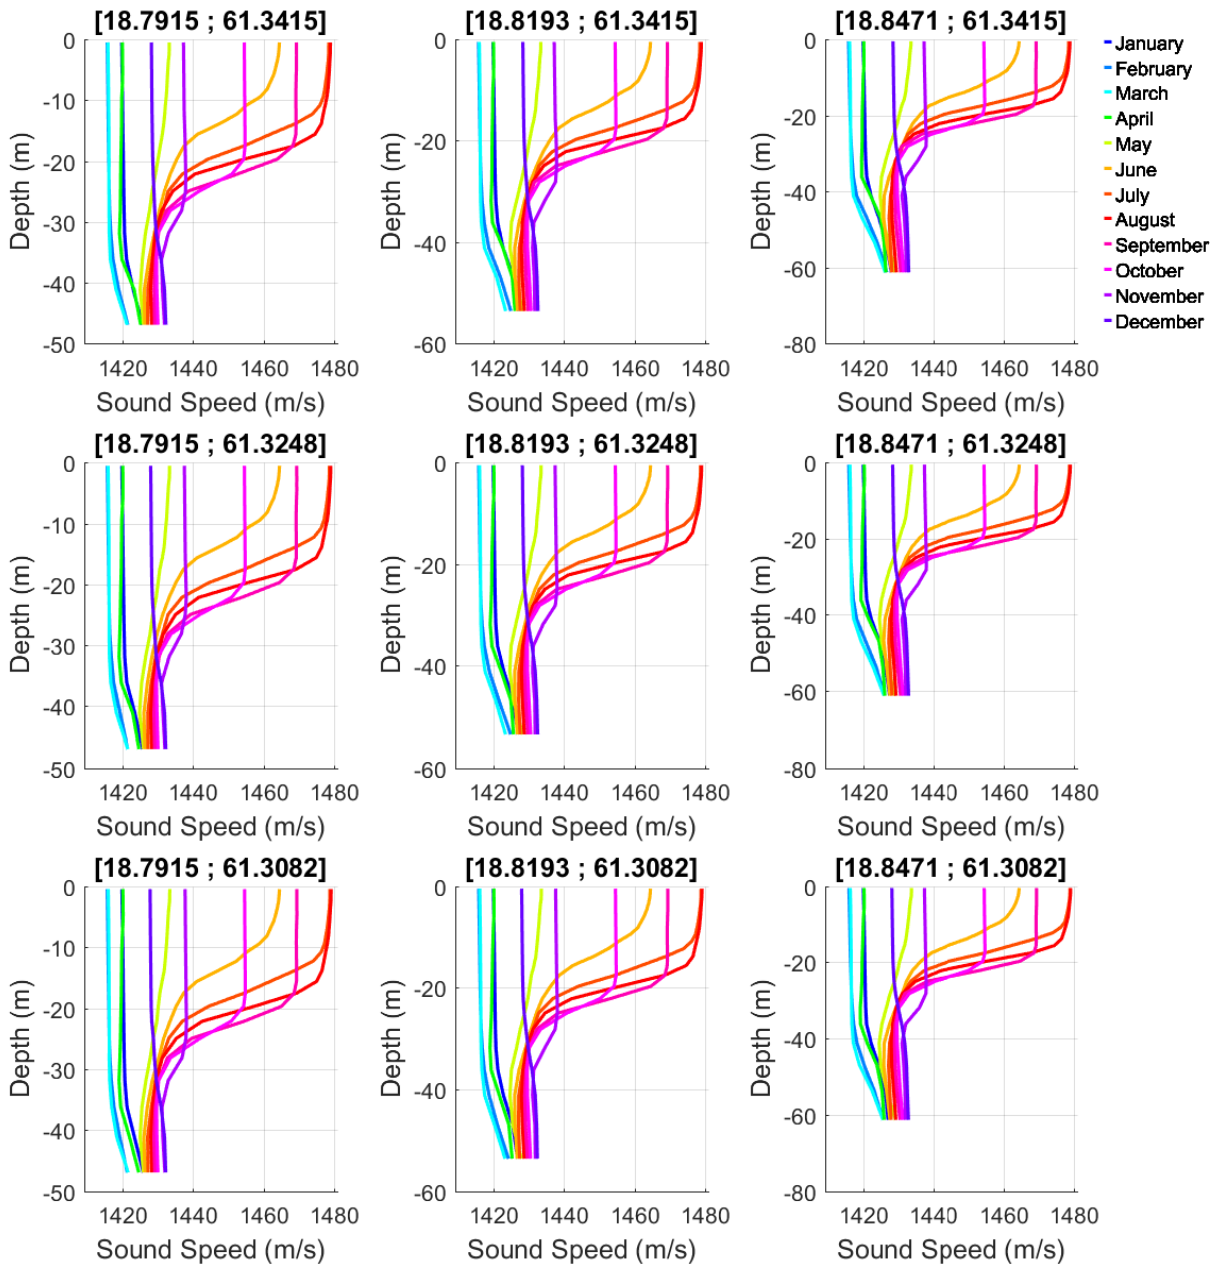 [18.7915 ; 61.3415]
0
-10
-20
-30
-40
-50
Depth (m)
1420 1440 1460 1480
Sound Speed (m/s)
[18.8193 ; 61.3415]
0
-20
-40
-60
Depth (m)
1420 1440 1460 1480
Sound Speed (m/s)
[18.8471 ; 61.3415]
0
-20
-40
-60
-80
Depth (m)
1420 1440 1460 1480
Sound Speed (m/s)
January
February
March
April
May
June
July
August
September
October
November
December
[18.7915 ; 61.3248]
0
-10
-20
-30
-40
-50
Depth (m)
1420 1440 1460 1480
Sound Speed (m/s)
[18.8193 ; 61.3248]
0
-20
-40
-60
Depth (m)
1420 1440 1460 1480
Sound Speed (m/s)
[18.8471 ; 61.3248]
0
-20
-40
-60
-80
Depth (m)
1420 1440 1460 1480
Sound Speed (m/s)
[18.7915 ; 61.3082]
0
-10
-20
-30
-40
-50
Depth (m)
1420 1440 1460 1480
Sound Speed (m/s)
[18.8193 ; 61.3082]
0
-20
-40
-60
Depth (m)
1420 1440 1460 1480
Sound Speed (m/s)
[18.8471 ; 61.3082]
0
-20
-40
-60
-80
Depth (m)
1420 1440 1460 1480
Sound Speed (m/s)